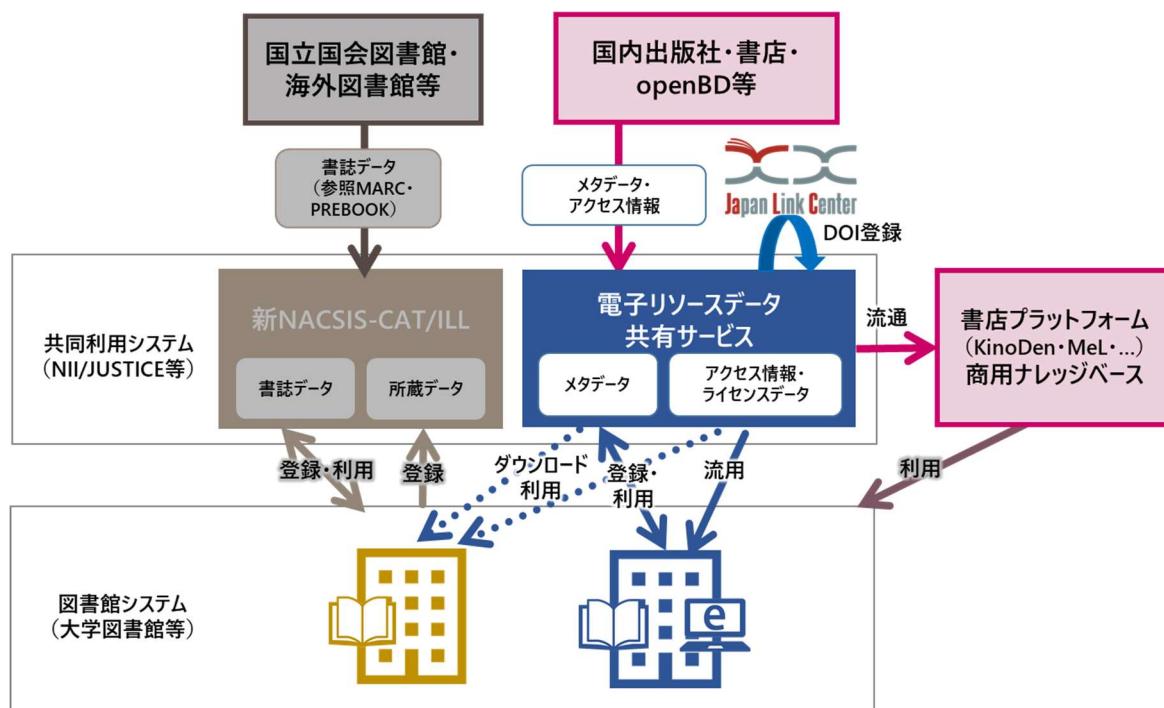 国立国会図書館・
海外図書館等
国内出版社・書店・
openBD等
書誌データ
（参照MARC・
PREBOOK）
メタデータ・
アクセス情報
Japan Link Center
DOI登録
共同利用システム
（NII/JUSTICE等）
新NACSIS-CAT/ILL
書誌データ
所蔵データ
電子リソースデータ
共有サービス
メタデータ
アクセス情報・
ライセンスデータ
流通
書店プラットフォーム
（KinoDen・MeL・…）
商用ナレッジベース
登録・利用
登録
ダウンロード
利用
登録・
利用
流用
利用
図書館システム
（大学図書館等）
e